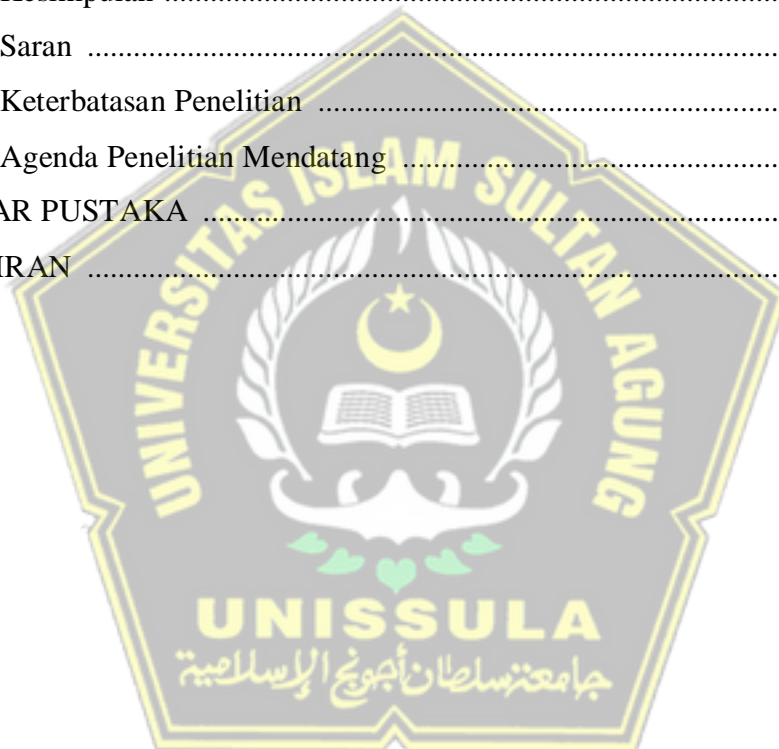 Saran ........................................................................................
Keterbatasan Penelitian ...........................................................
Agenda Penelitian Mendatang ................................................
AR PUSTAKA .........................................................................
IRAN ........................................................................................
UNIVERSITAS ISLAM SULTAN AGUNG
UNISSULA
جامعة سلطان أجونج الإسلامية